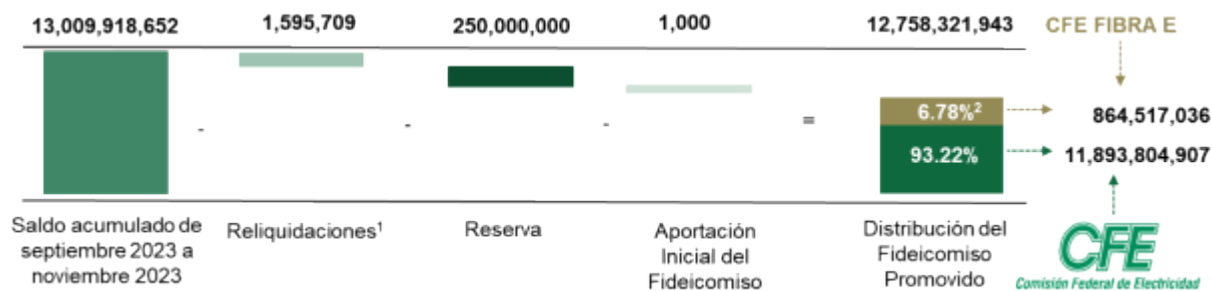 13,009,918,652 1,595,709 250,000,000 1,000 12,758,321,943 CFE FIBRA E
- - - =
6.78%² 864,517,036
93.22% 11,893,804,907
Saldo acumulado de
septiembre 2023 a
noviembre 2023
Reliquidaciones¹
Reserva
Aportación
Inicial del
Fideicomiso
Distribución del
Fideicomiso
Promovido
CFE
Comisión Federal de Electricidad